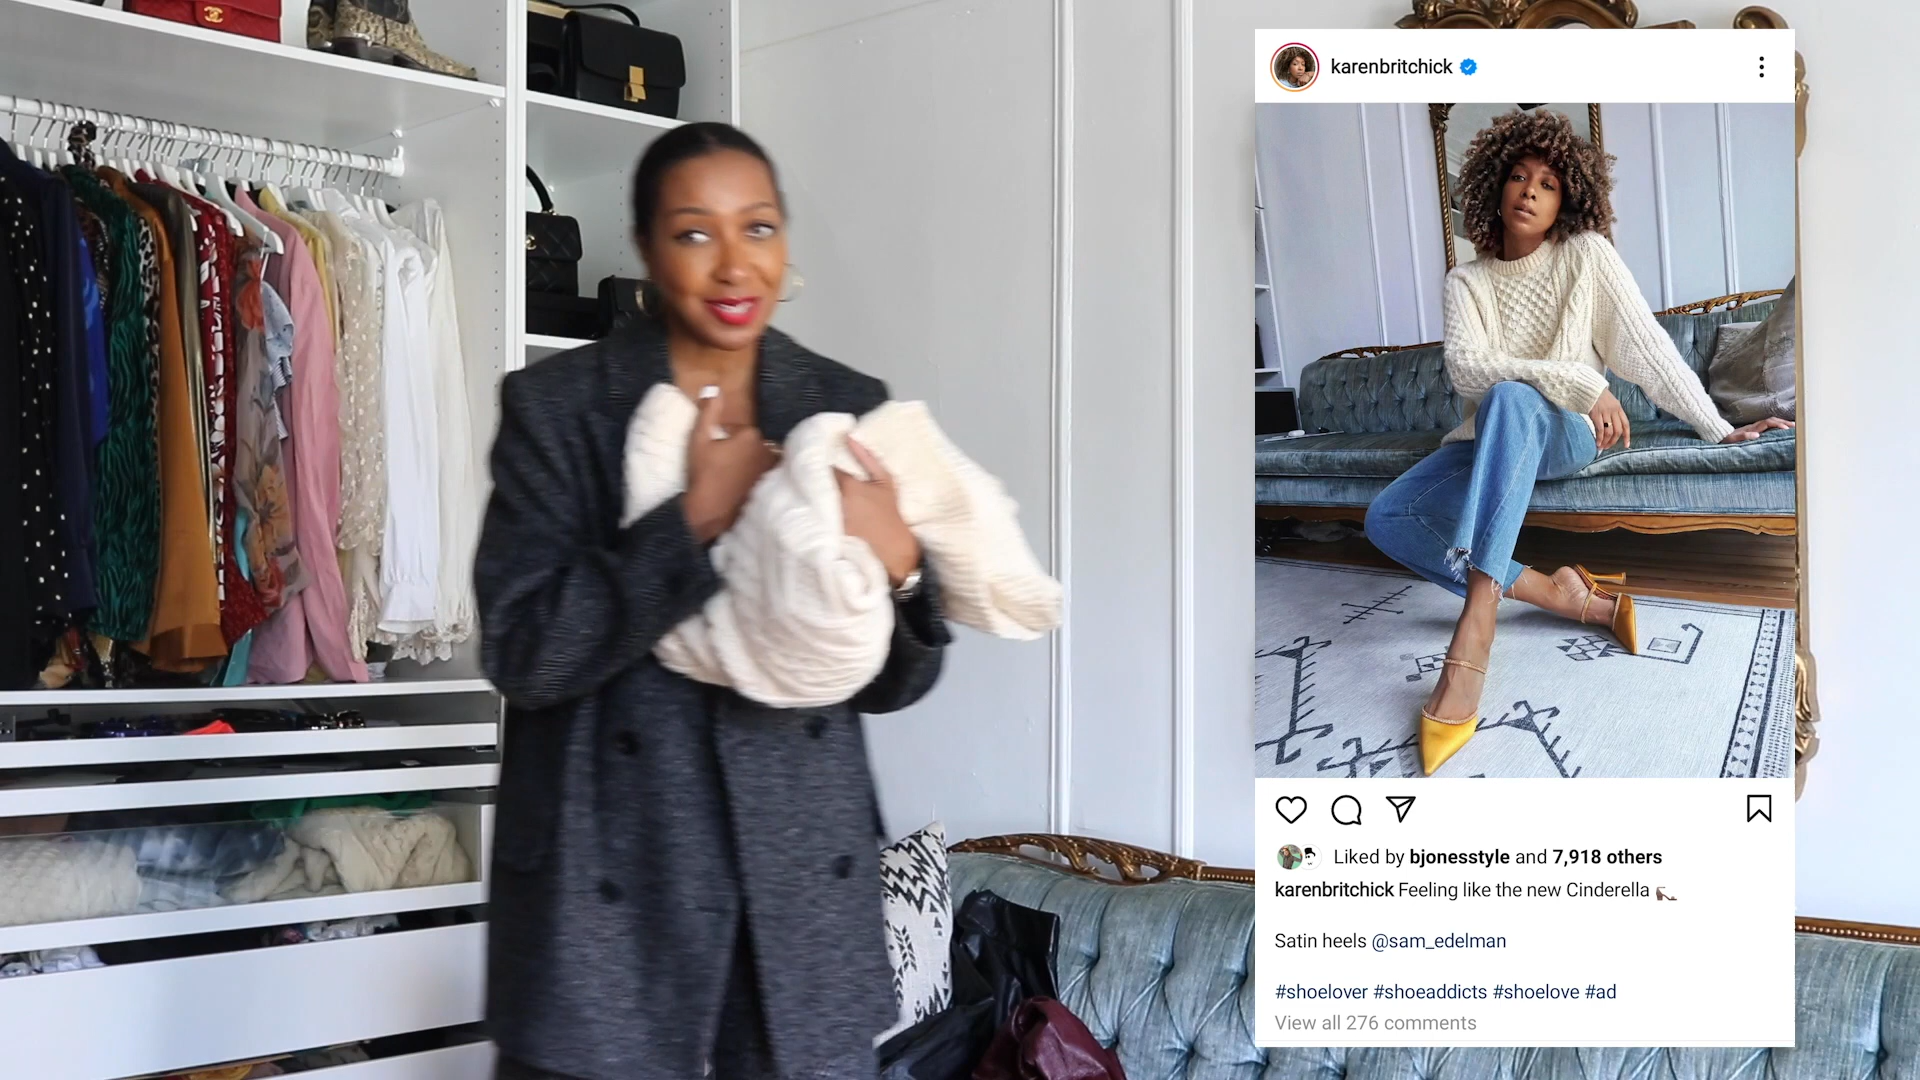 karenbritchick
Liked by bjonesstyle and 7,918 others
karenbritchick Feeling like the new Cinderella 👠
Satin heels @sam_edelman
#shoelover #shoeaddicts #shoelove #ad
View all 276 comments